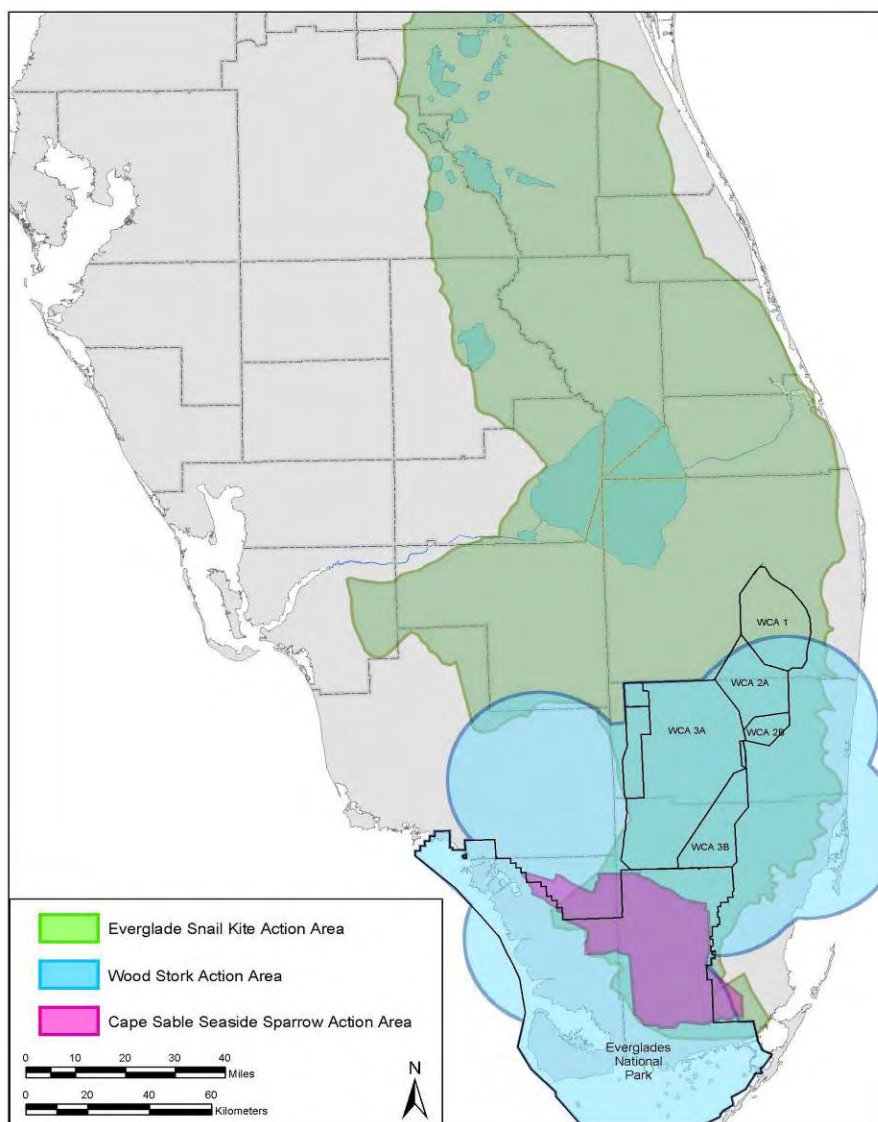 WCA 1
WCA 2A
WCA 2B
WCA 3A
WCA 3B
Everglades
National
Park
Everglade Snail Kite Action Area
Wood Stork Action Area
Cape Sable Seaside Sparrow Action Area
0 5 10 20 30 40
Miles
0 20 40 60
Kilometers
N